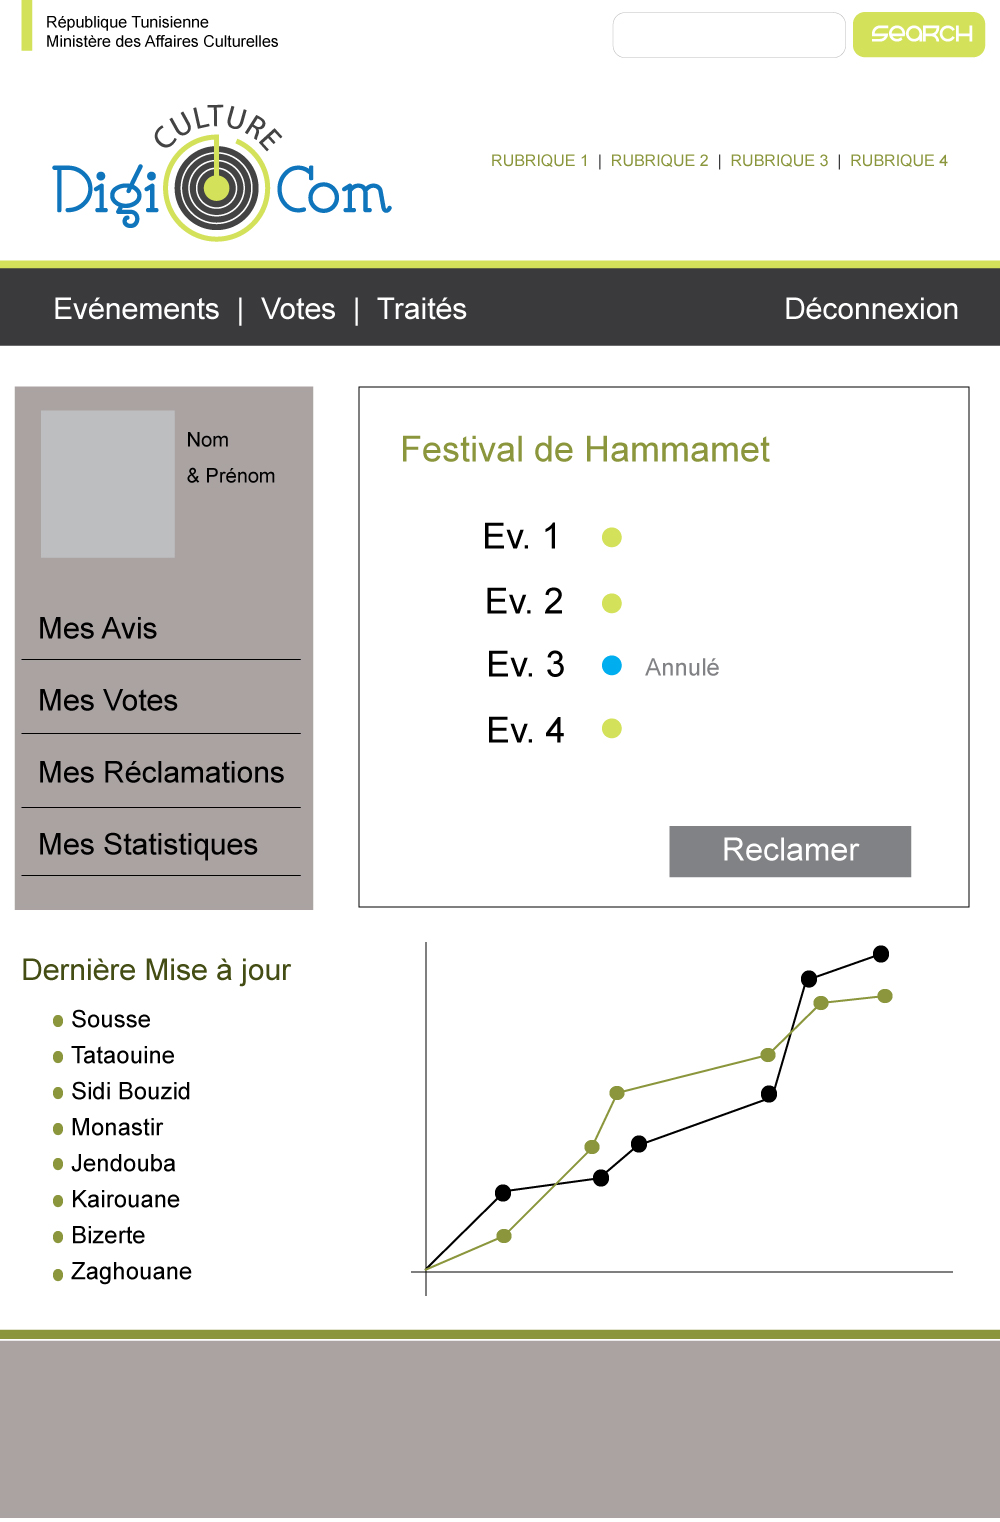 République Tunisienne
Ministère des Affaires Culturelles
SEARCH
CULTURE
Digi Com
RUBRIQUE 1 | RUBRIQUE 2 | RUBRIQUE 3 | RUBRIQUE 4
Evénements | Votes | Traités
Déconnexion
Nom
& Prénom
Mes Avis
Mes Votes
Mes Réclamations
Mes Statistiques
Festival de Hammamet
Ev. 1
Ev. 2
Ev. 3 Annulé
Ev. 4
Reclamer
Dernière Mise à jour
Sousse
Tataouine
Sidi Bouzid
Monastir
Jendouba
Kairouane
Bizerte
Zaghouane